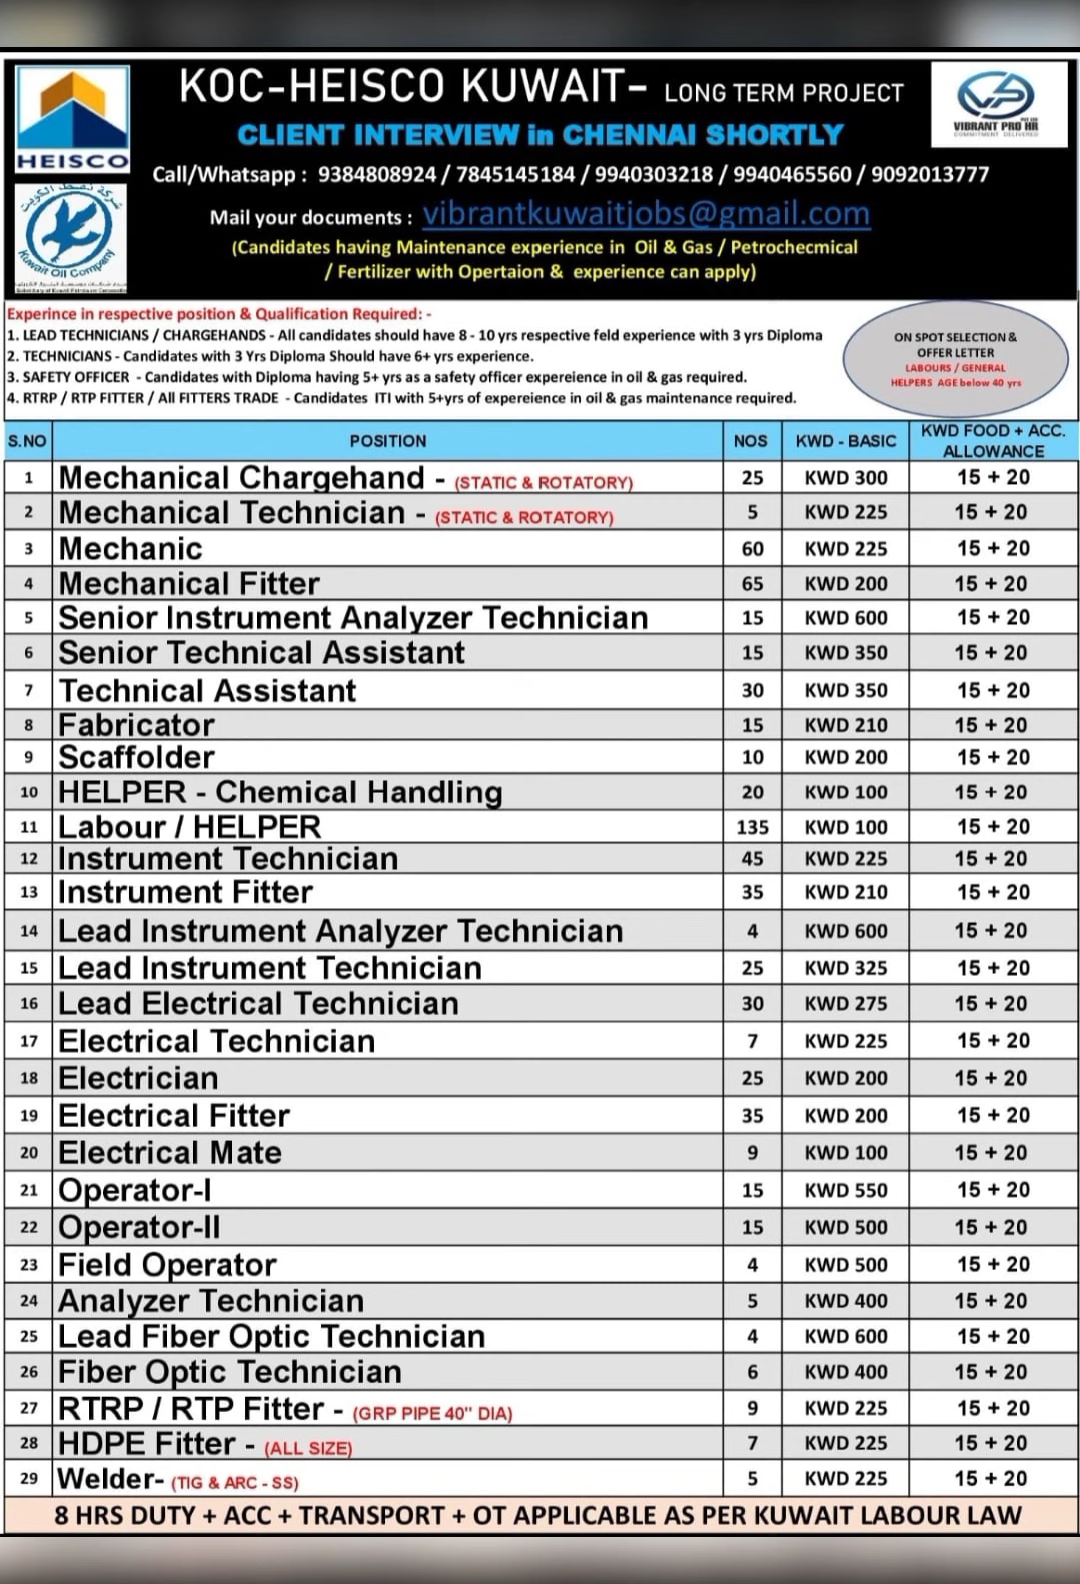 KOC-HEISCO KUWAIT- LONG TERM PROJECT
CLIENT INTERVIEW in CHENNAI SHORTLY
HEISCO
VIBRANT PRO HR
COMMITMENT DELIVERED
Call/Whatsapp : 9384808924 / 7845145184 / 9940303218 / 9940465560 / 9092013777
Mail your documents : vibrantkuwaitjobs@gmail.com
(Candidates having Maintenance experience in Oil & Gas / Petrochecmical
/ Fertilizer with Opertaion & experience can apply)
شركة نفط الكويت
Kuwait Oil Company
Experince in respective position & Qualification Required: -
1. LEAD TECHNICIANS / CHARGEHANDS - All candidates should have 8 - 10 yrs respective feld experience with 3 yrs Diploma
2. TECHNICIANS - Candidates with 3 Yrs Diploma Should have 6+ yrs experience.
3. SAFETY OFFICER - Candidates with Diploma having 5+ yrs as a safety officer expereience in oil & gas required.
4. RTRP / RTP FITTER / All FITTERS TRADE - Candidates ITI with 5+yrs of expereience in oil & gas maintenance required.
ON SPOT SELECTION &
OFFER LETTER
LABOURS / GENERAL
HELPERS AGE below 40 yrs
S.NO POSITION NOS KWD - BASIC KWD FOOD + ACC. ALLOWANCE
1 Mechanical Chargehand - (STATIC & ROTATORY) 25 KWD 300 15 + 20
2 Mechanical Technician - (STATIC & ROTATORY) 5 KWD 225 15 + 20
3 Mechanic 60 KWD 225 15 + 20
4 Mechanical Fitter 65 KWD 200 15 + 20
5 Senior Instrument Analyzer Technician 15 KWD 600 15 + 20
6 Senior Technical Assistant 15 KWD 350 15 + 20
7 Technical Assistant 30 KWD 350 15 + 20
8 Fabricator 15 KWD 210 15 + 20
9 Scaffolder 10 KWD 200 15 + 20
10 HELPER - Chemical Handling 20 KWD 100 15 + 20
11 Labour / HELPER 135 KWD 100 15 + 20
12 Instrument Technician 45 KWD 225 15 + 20
13 Instrument Fitter 35 KWD 210 15 + 20
14 Lead Instrument Analyzer Technician 4 KWD 600 15 + 20
15 Lead Instrument Technician 25 KWD 325 15 + 20
16 Lead Electrical Technician 30 KWD 275 15 + 20
17 Electrical Technician 7 KWD 225 15 + 20
18 Electrician 25 KWD 200 15 + 20
19 Electrical Fitter 35 KWD 200 15 + 20
20 Electrical Mate 9 KWD 100 15 + 20
21 Operator-I 15 KWD 550 15 + 20
22 Operator-II 15 KWD 500 15 + 20
23 Field Operator 4 KWD 500 15 + 20
24 Analyzer Technician 5 KWD 400 15 + 20
25 Lead Fiber Optic Technician 4 KWD 600 15 + 20
26 Fiber Optic Technician 6 KWD 400 15 + 20
27 RTRP / RTP Fitter - (GRP PIPE 40" DIA) 9 KWD 225 15 + 20
28 HDPE Fitter - (ALL SIZE) 7 KWD 225 15 + 20
29 Welder- (TIG & ARC - SS) 5 KWD 225 15 + 20
8 HRS DUTY + ACC + TRANSPORT + OT APPLICABLE AS PER KUWAIT LABOUR LAW